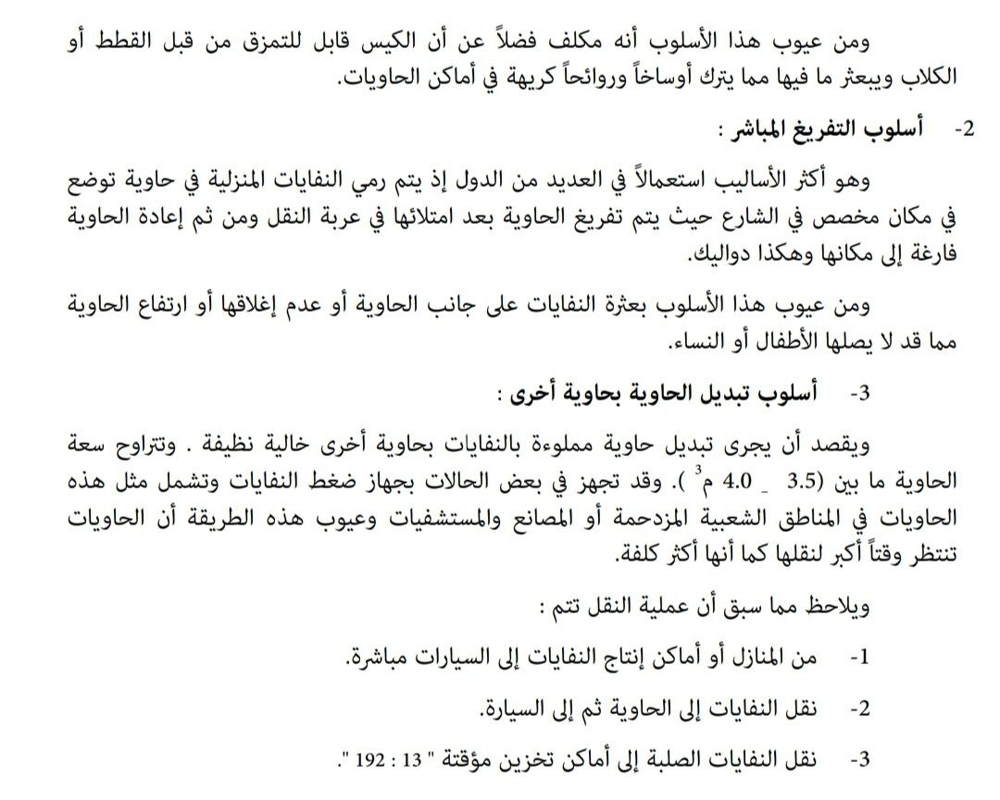 ومن عيوب هذا الأسلوب أنه مكلف فضلاً عن أن الكيس قابل للتمزق من قبل القطط أو
الكلاب ويبعثر ما فيها مما يترك أوساخاً وروائحاً كريهة في أماكن الحاويات.
2- أسلوب التفريغ المباشر :
وهو أكثر الأساليب استعمالاً في العديد من الدول إذ يتم رمي النفايات المنزلية في حاوية توضع
في مكان مخصص في الشارع حيث يتم تفريغ الحاوية بعد امتلائها في عربة النقل ومن ثم إعادة الحاوية
فارغة إلى مكانها وهكذا دواليك.
ومن عيوب هذا الأسلوب بعثرة النفايات على جانب الحاوية أو عدم إغلاقها أو ارتفاع الحاوية
مما قد لا يصلها الأطفال أو النساء.
3- أسلوب تبديل الحاوية بحاوية أخرى :
ويقصد أن يجرى تبديل حاوية مملوءة بالنفايات بحاوية أخرى خالية نظيفة . وتتراوح سعة
الحاوية ما بين (3.5 _ 4.0 م³ ). وقد تجهز في بعض الحالات بجهاز ضغط النفايات وتشمل مثل هذه
الحاويات في المناطق الشعبية المزدحمة أو المصانع والمستشفيات وعيوب هذه الطريقة أن الحاويات
تنتظر وقتاً أكبر لنقلها كما أنها أكثر كلفة.
ويلاحظ مما سبق أن عملية النقل تتم :
1- من المنازل أو أماكن إنتاج النفايات إلى السيارات مباشرة.
2- نقل النفايات إلى الحاوية ثم إلى السيارة.
3- نقل النفايات الصلبة إلى أماكن تخزين مؤقتة " 13 : 192 ".